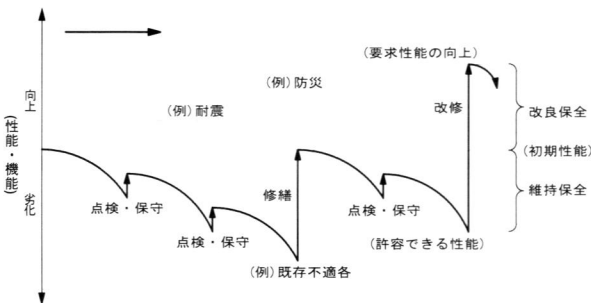 (要求性能の向上)
(例)防災
向上
改修
改良保全
(例)耐震
(性能・機能)
(初期性能)
劣化
修繕
維持保全
点検・保守
点検・保守
点検・保守
(許容できる性能)
(例)既存不適各